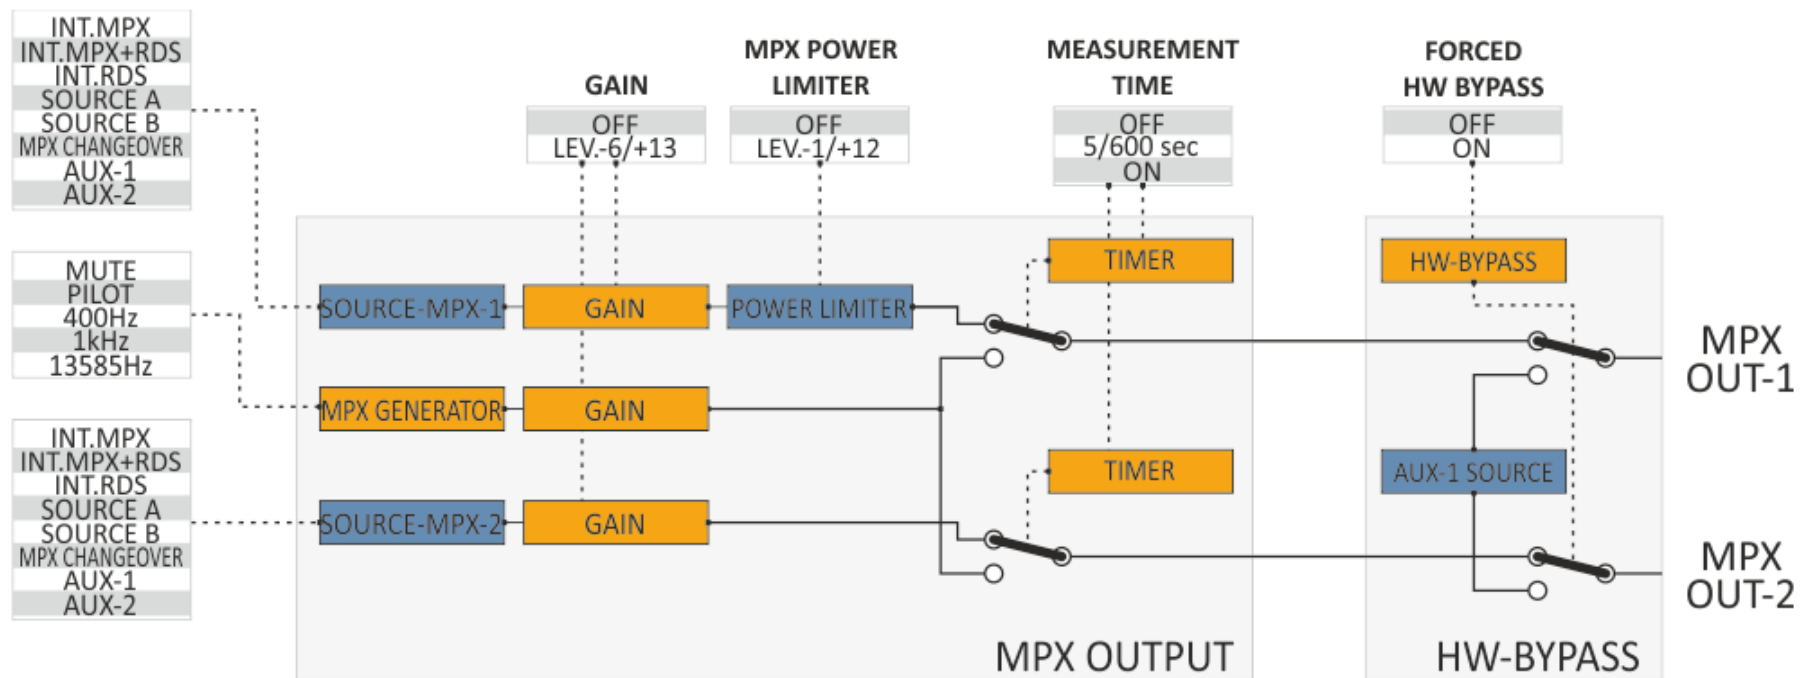 INT.MPX
INT.MPX+RDS
INT.RDS
SOURCE A
SOURCE B
MPX CHANGEOVER
AUX-1
AUX-2
MUTE
PILOT
400Hz
1kHz
13585Hz
INT.MPX
INT.MPX+RDS
INT.RDS
SOURCE A
SOURCE B
MPX CHANGEOVER
AUX-1
AUX-2
GAIN
OFF
LEV.-6/+13
MPX POWER
LIMITER
OFF
LEV.-1/+12
MEASUREMENT
TIME
OFF
5/600 sec
ON
FORCED
HW BYPASS
OFF
ON
SOURCE-MPX-1
GAIN
POWER LIMITER
TIMER
MPX GENERATOR
GAIN
SOURCE-MPX-2
GAIN
TIMER
MPX OUTPUT
HW-BYPASS
AUX-1 SOURCE
HW-BYPASS
MPX
OUT-1
MPX
OUT-2